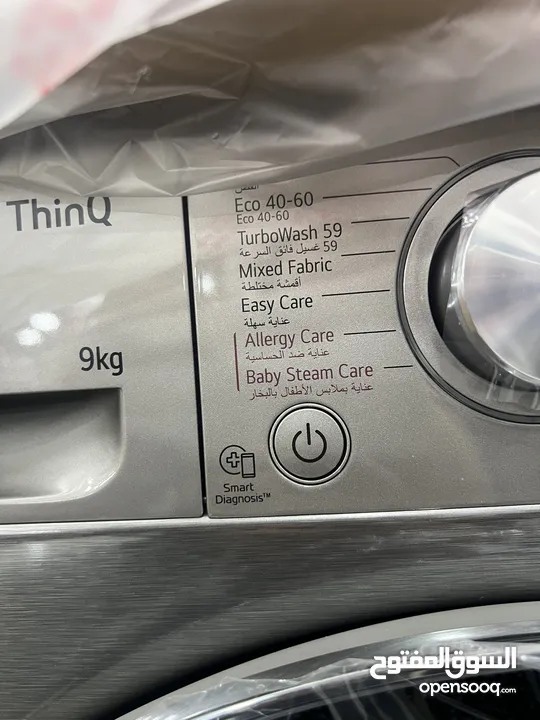 ThinQ
9kg
القطن
Eco 40-60
Eco 40-60
TurboWash 59
59 غسيل فائق السرعة
Mixed Fabric
أقمشة مختلطة
Easy Care
عناية سهلة
Allergy Care
عناية ضد الحساسية
Baby Steam Care
عناية بملابس الأطفال بالبخار
Smart
Diagnosis™
السوق المفتوح
opensooq.com